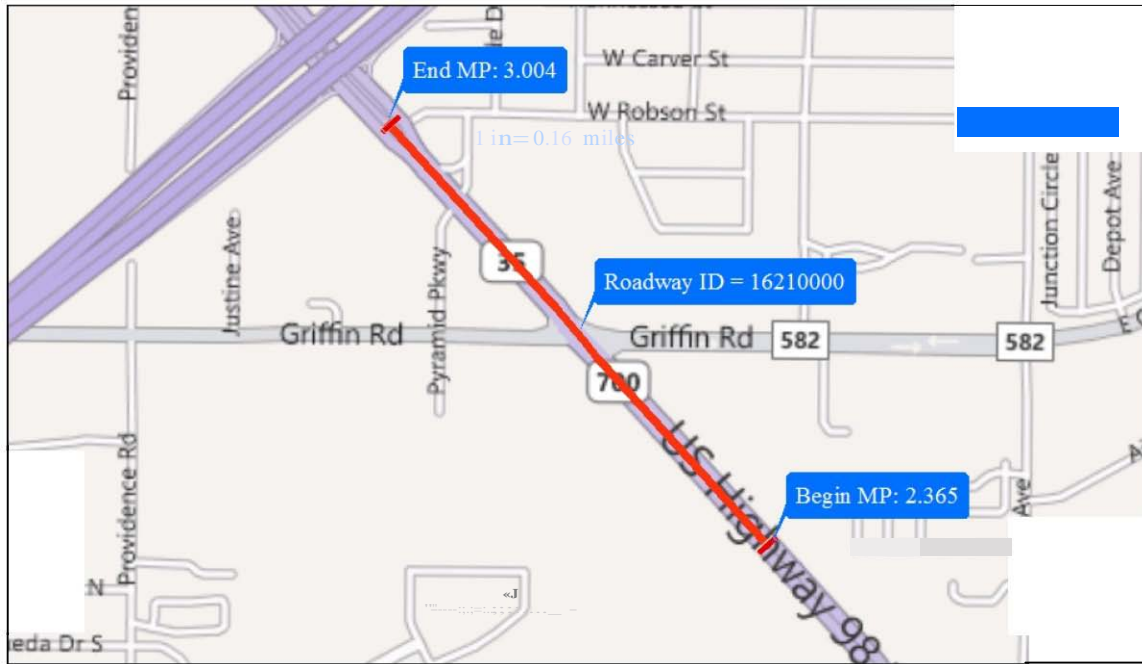 Providen
End MP: 3.004
W Carver St
W Robson St
1 in= 0.16 miles
Justine Ave
Pyramid Pkwy
35
Junction Circle
Depot Ave
Roadway ID = 16210000
Griffin Rd
Griffin Rd
582
582
700
US Highway 98
Providence Rd
Begin MP: 2.365
Ave
N
eda Dr S
«J